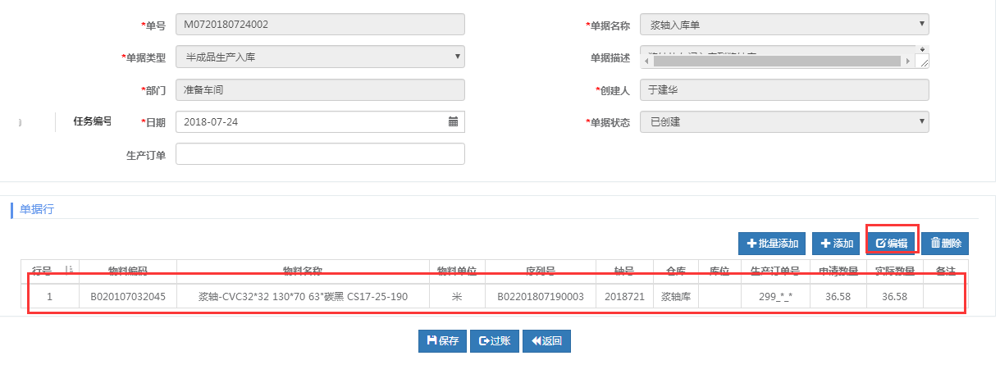 *单号 M0720180724002 *单据名称 浆轴入库单
*单据类型 半成品生产入库 单据描述
*部门 准备车间 *创建人 于建华
任务编号 *日期 2018-07-24 *单据状态 已创建
生产订单
单据行
批量添加 添加 编辑 删除
行号 物料编码 物料名称 物料单位 序列号 轴号 仓库 库位 生产订单号 申请数量 实际数量 备注
1 B020107032045 浆轴-CVC32*32 130*70 63"碳黑 CS17-25-190 米 B02201807190003 2018721 浆轴库 299_*_* 36.58 36.58
保存 过账 返回